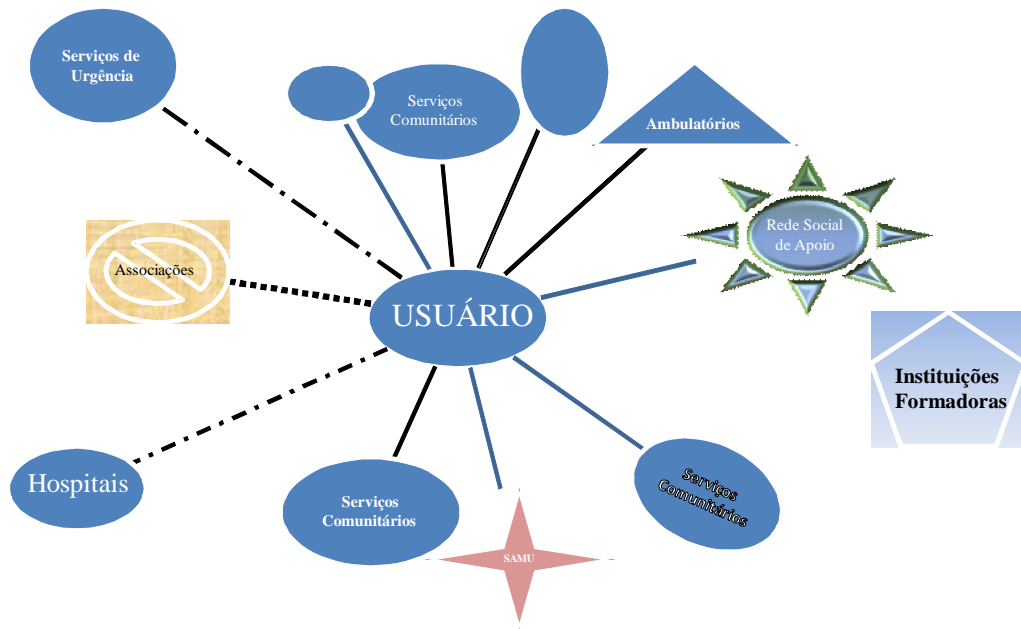 Serviços de
Urgência
Serviços
Comunitários
Ambulatórios
Rede Social
de Apoio
Associações
USUÁRIO
Instituições
Formadoras
Hospitais
Serviços
Comunitários
Serviços
Comunitários
SAMU